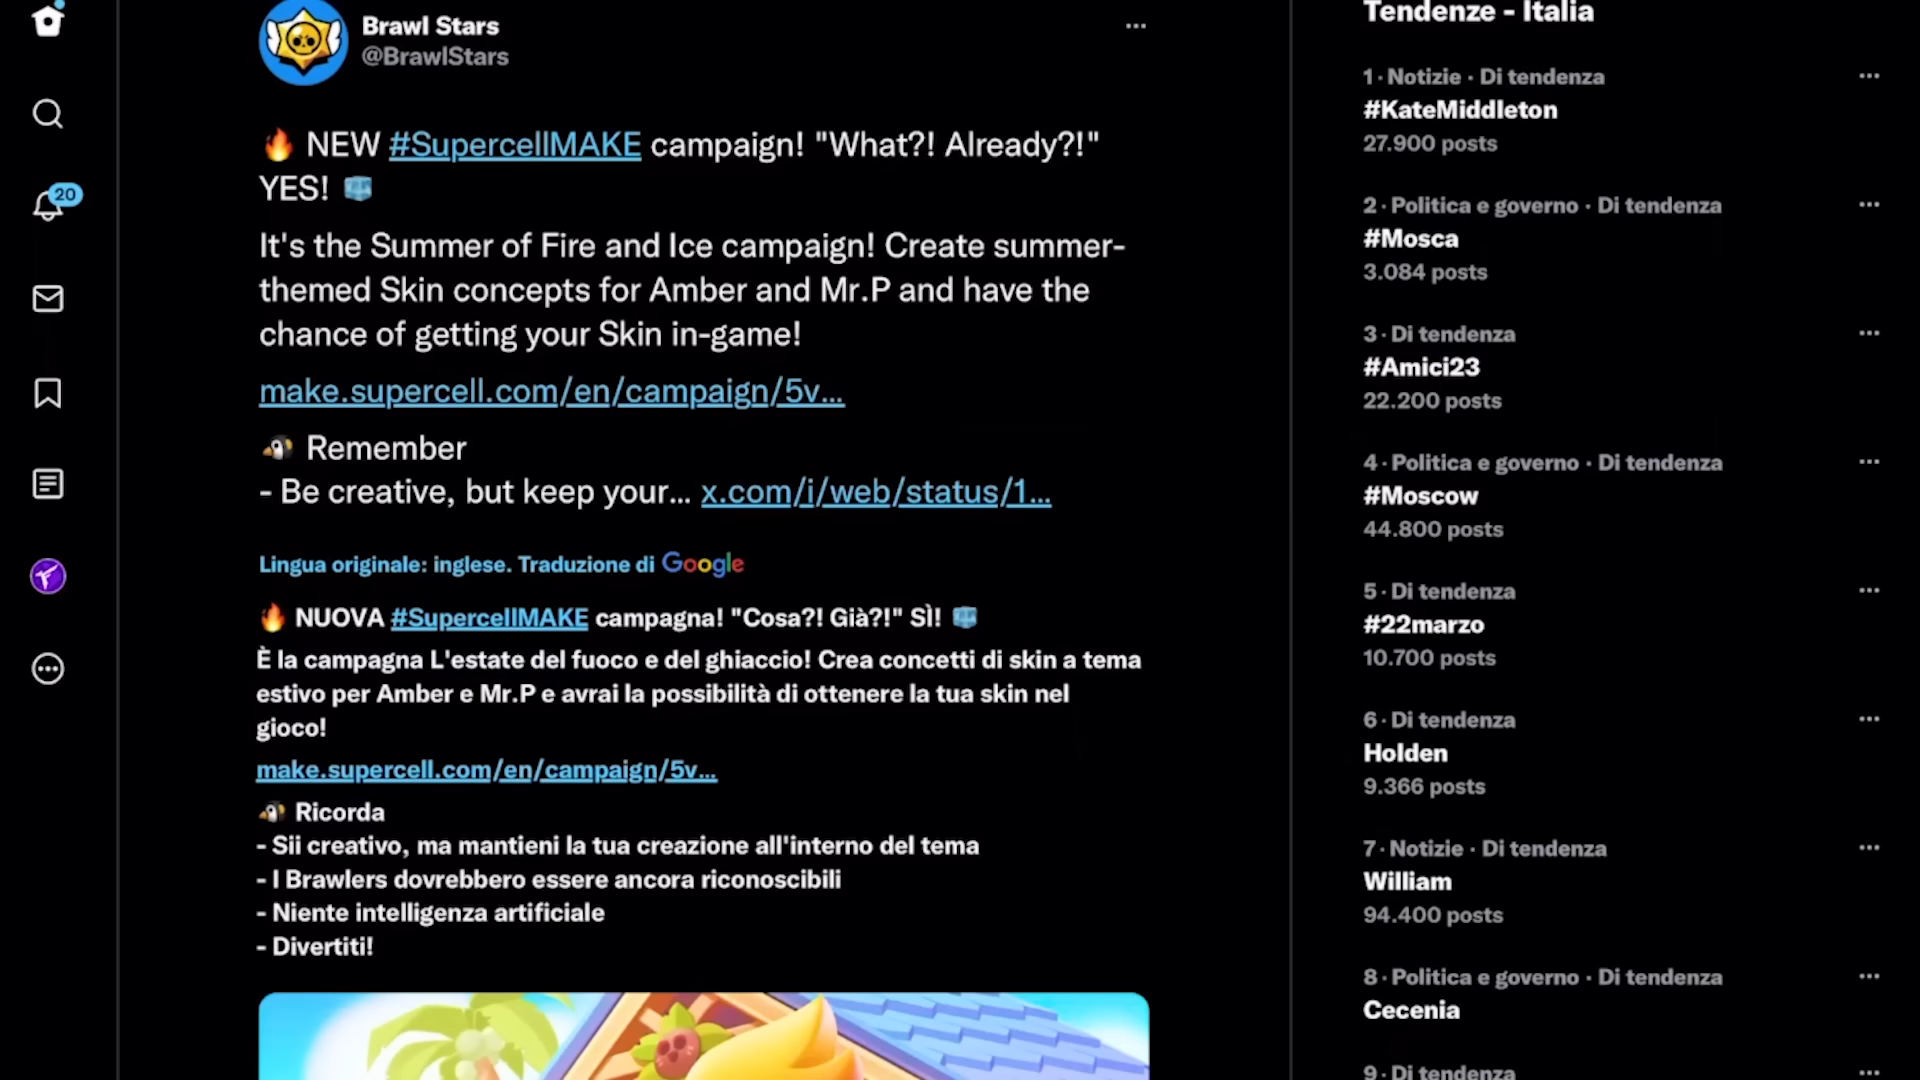 Brawl Stars
@BrawlStars
🔥 NEW #SupercellMAKE campaign! "What?! Already?!"
YES! 🧊
It's the Summer of Fire and Ice campaign! Create summer-
themed Skin concepts for Amber and Mr.P and have the
chance of getting your Skin in-game!
make.supercell.com/en/campaign/5v…
🐧 Remember
- Be creative, but keep your… x.com/i/web/status/1…
Lingua originale: inglese. Traduzione di Google
🔥 NUOVA #SupercellMAKE campagna! "Cosa?! Già?!" SÌ! 🧊
È la campagna L'estate del fuoco e del ghiaccio! Crea concetti di skin a tema
estivo per Amber e Mr.P e avrai la possibilità di ottenere la tua skin nel
gioco!
make.supercell.com/en/campaign/5v…
🐧 Ricorda
- Sii creativo, ma mantieni la tua creazione all'interno del tema
- I Brawlers dovrebbero essere ancora riconoscibili
- Niente intelligenza artificiale
- Divertiti!
20
Tendenze - Italia
1 · Notizie · Di tendenza
#KateMiddleton
27.900 posts
2 · Politica e governo · Di tendenza
#Mosca
3.084 posts
3 · Di tendenza
#Amici23
22.200 posts
4 · Politica e governo · Di tendenza
#Moscow
44.800 posts
5 · Di tendenza
#22marzo
10.700 posts
6 · Di tendenza
Holden
9.366 posts
7 · Notizie · Di tendenza
William
94.400 posts
8 · Politica e governo · Di tendenza
Cecenia
9 · Di tendenza